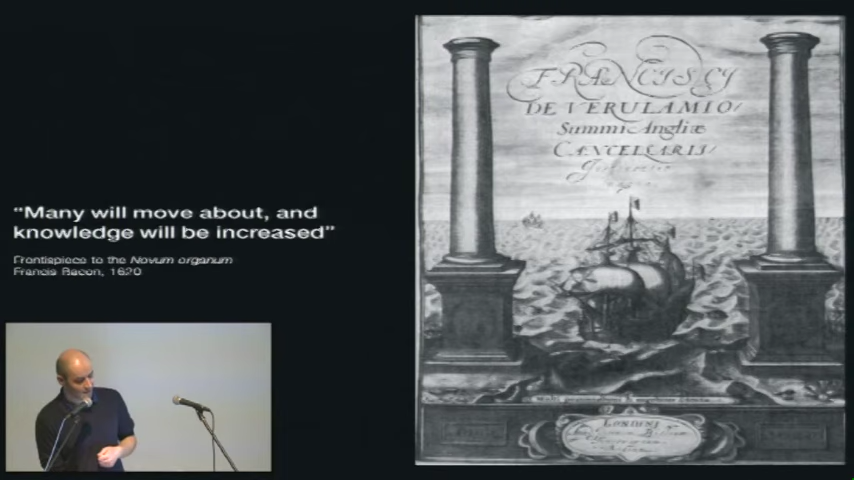 “Many will move about, and
knowledge will be increased”
Frontispiece to the Novum organum
Francis Bacon, 1620
FRANCISCI
DE VERULAMIO/
Summi Angliæ
CANCELSARIS/
LONDINI